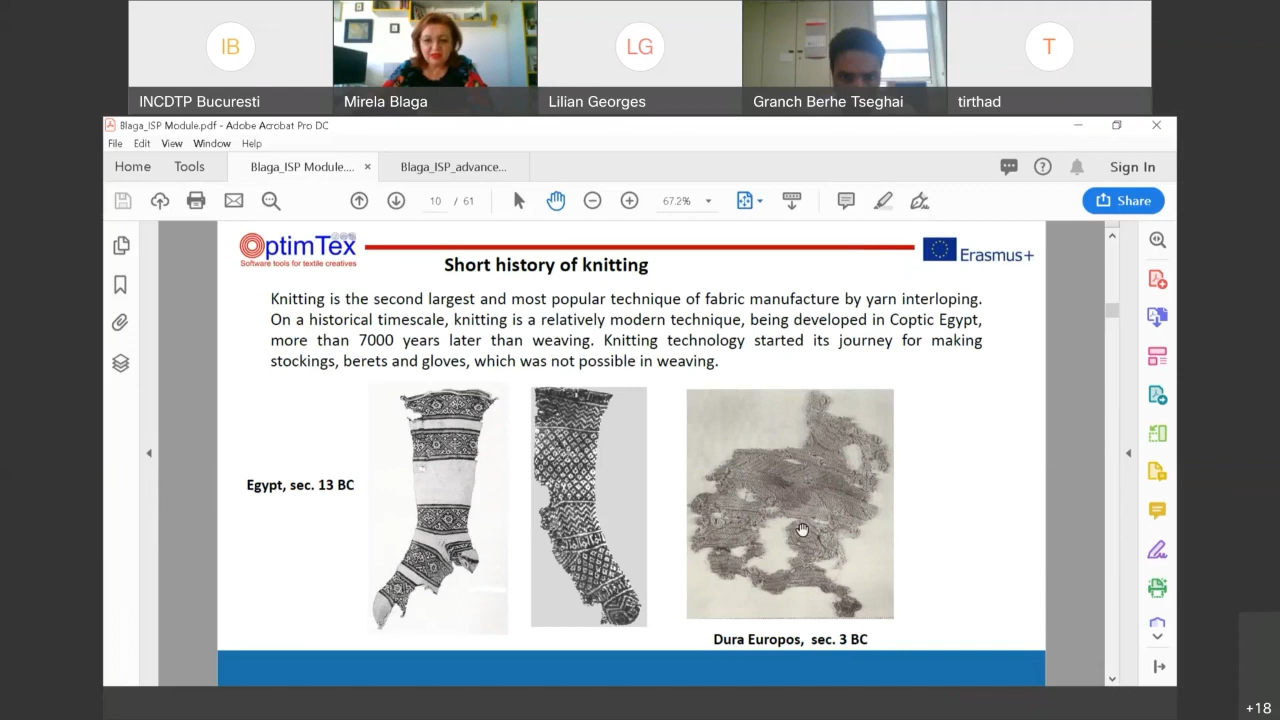 IB
LG
T
INCDTP Bucuresti
Mirela Blaga
Lilian Georges
Granch Berhe Tseghai
tirthad
Blaga_ISP Module.pdf - Adobe Acrobat Pro DC
File Edit View Window Help
Home Tools Blaga_ISP Module.... × Blaga_ISP_advance... Sign In
10 / 61 67.2% Share
OptimTex
Software tools for textile creatives
Erasmus+
Short history of knitting
Knitting is the second largest and most popular technique of fabric manufacture by yarn interloping.
On a historical timescale, knitting is a relatively modern technique, being developed in Coptic Egypt,
more than 7000 years later than weaving. Knitting technology started its journey for making
stockings, berets and gloves, which was not possible in weaving.
Egypt, sec. 13 BC
Dura Europos, sec. 3 BC
+18